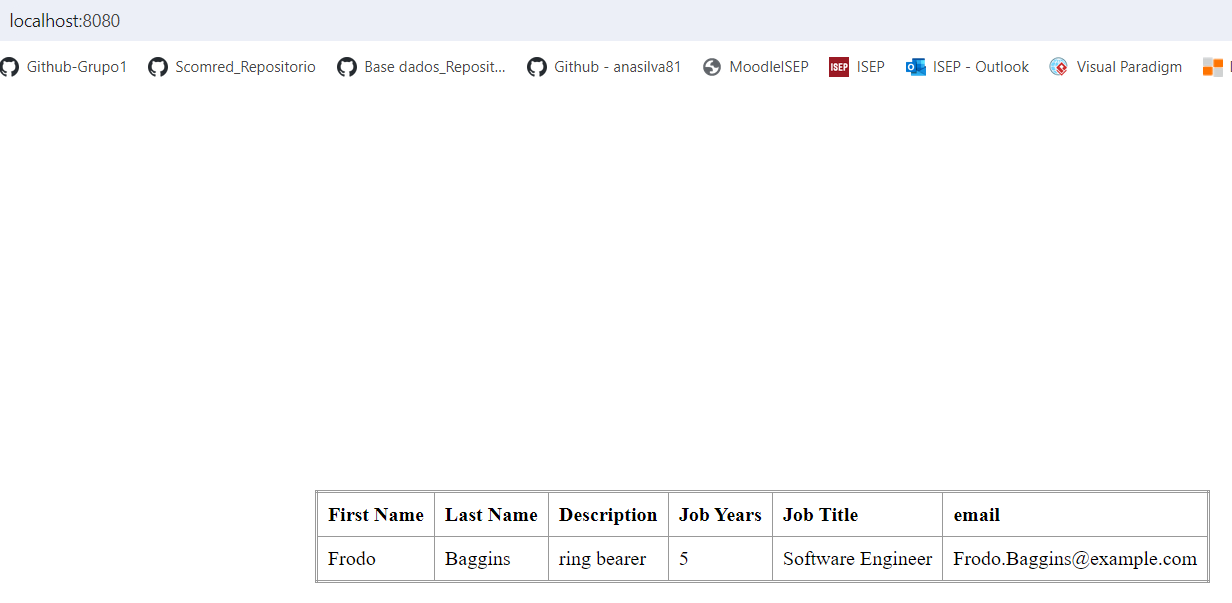 localhost:8080
Github-Grupo1 Scomred_Repositorio Base dados_Reposit... Github - anasilva81 MoodleISEP ISEP ISEP ISEP - Outlook Visual Paradigm
First Name Last Name Description Job Years Job Title email
Frodo Baggins ring bearer 5 Software Engineer Frodo.Baggins@example.com